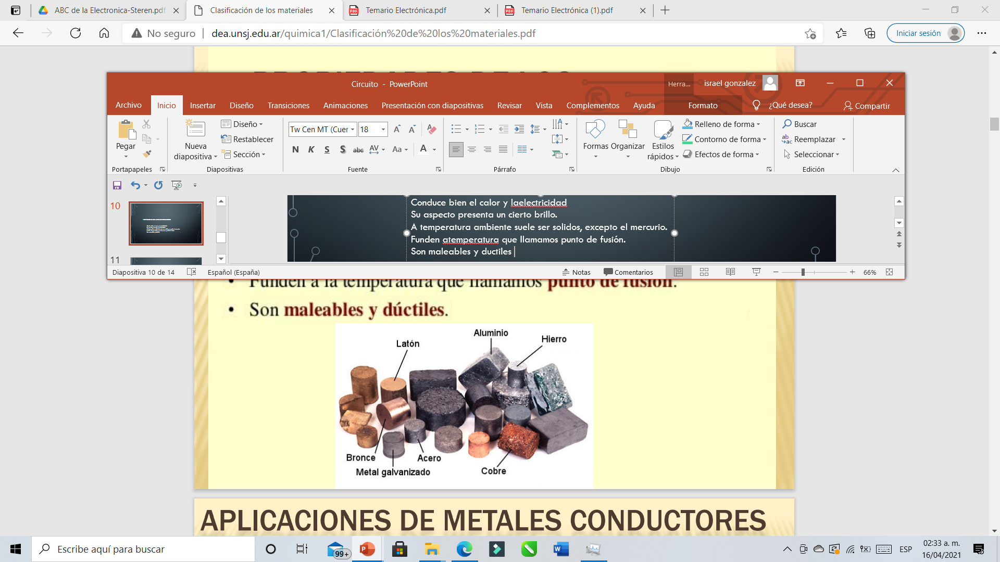 ABC de la Electronica-Steren.pdf
Clasificación de los materiales
Temario Electrónica.pdf
Temario Electrónica (1).pdf
No seguro
dea.unsj.edu.ar/quimica1/Clasificación%20de%20los%20materiales.pdf
Iniciar sesión
Circuito - PowerPoint
Herra...
israel gonzalez
Archivo
Inicio
Insertar
Diseño
Transiciones
Animaciones
Presentación con diapositivas
Revisar
Vista
Complementos
Ayuda
Formato
¿Qué desea?
Compartir
Pegar
Portapapeles
Nueva
diapositiva
Diseño
Restablecer
Sección
Diapositivas
Tw Cen MT (Cuer
18
N K S S abc AV Aa A
Fuente
Párrafo
Formas
Organizar
Estilos
rápidos
Relleno de forma
Contorno de forma
Efectos de forma
Dibujo
Buscar
Reemplazar
Seleccionar
Edición
10
11
Conduce bien el calor y laelectricidad
Su aspecto presenta un cierto brillo.
A temperatura ambiente suele ser solidos, excepto el mercurio.
Funden atemperatura que llamamos punto de fusión.
Son maleables y ductiles
Diapositiva 10 de 14
Español (España)
Notas
Comentarios
66%
• Funden a la temperatura que llamamos punto de fusión.
• Son maleables y dúctiles.
Latón
Aluminio
Hierro
Bronce
Acero
Metal galvanizado
Cobre
APLICACIONES DE METALES CONDUCTORES
Escribe aquí para buscar
99+
ESP
02:33 a. m.
16/04/2021